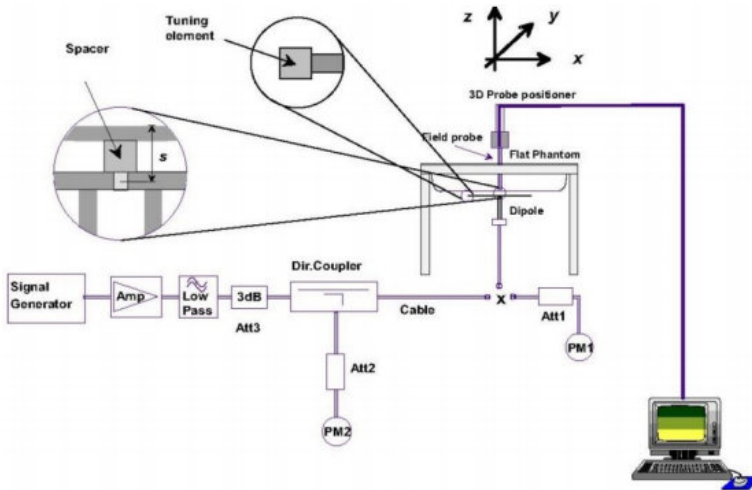 Tuning
element
Spacer
s
z
y
x
3D Probe positioner
Field probe
Flat Phantom
Dipole
Dir.Coupler
Signal
Generator
Amp
Low
Pass
3dB
Att3
Cable
x
Att1
PM1
Att2
PM2